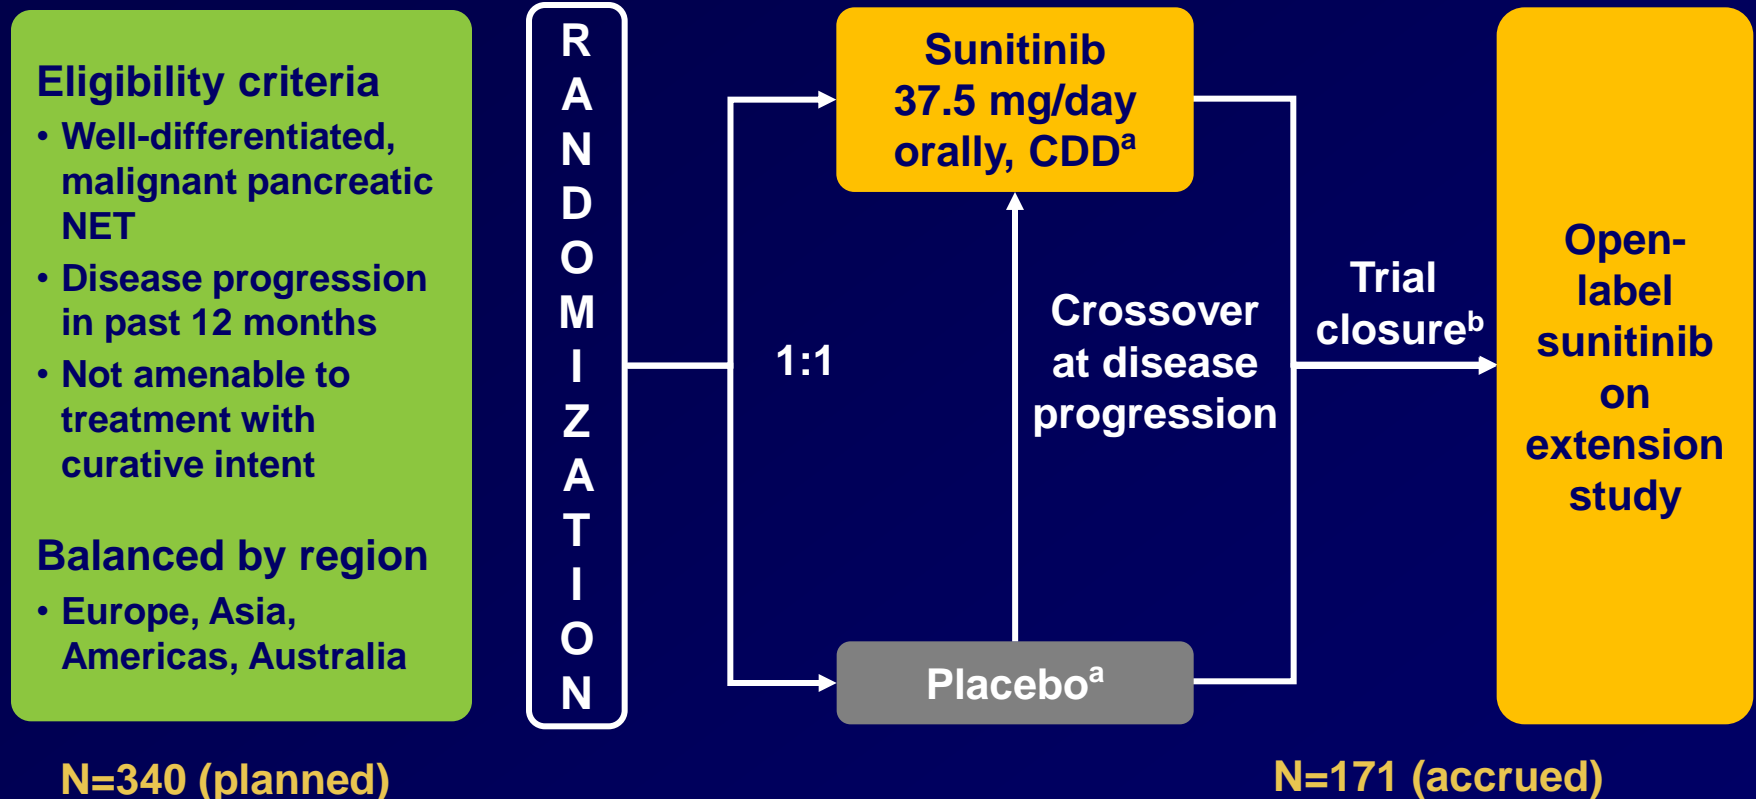 Eligibility criteria
• Well-differentiated,
malignant pancreatic
NET
• Disease progression
in past 12 months
• Not amenable to
treatment with
curative intent
Balanced by region
• Europe, Asia,
Americas, Australia
N=340 (planned)
R
A
N
D
O
M
I
Z
A
T
I
O
N
1:1
Sunitinib
37.5 mg/day
orally, CDDᵃ
Crossover
at disease
progression
Placeboᵃ
Trial
closureᵇ
Open-
label
sunitinib
on
extension
study
N=171 (accrued)